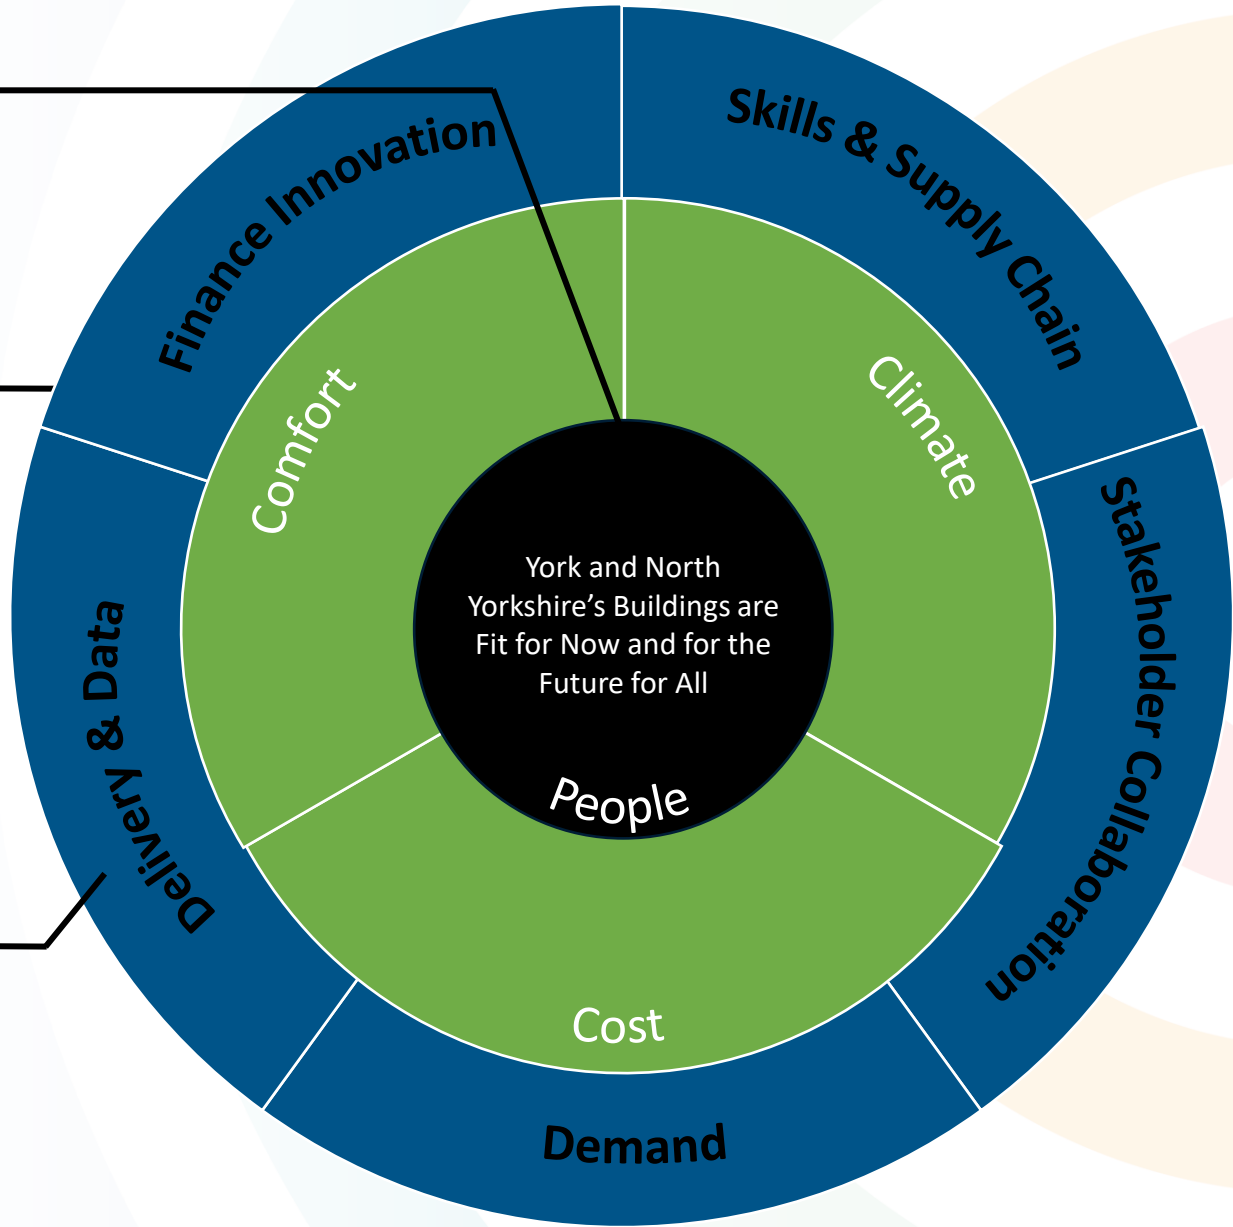 Finance Innovation
Skills & Supply Chain
Comfort
Climate
Stakeholder Collaboration
York and North
Yorkshire’s Buildings are
Fit for Now and for the
Future for All
People
Delivery & Data
Cost
Demand